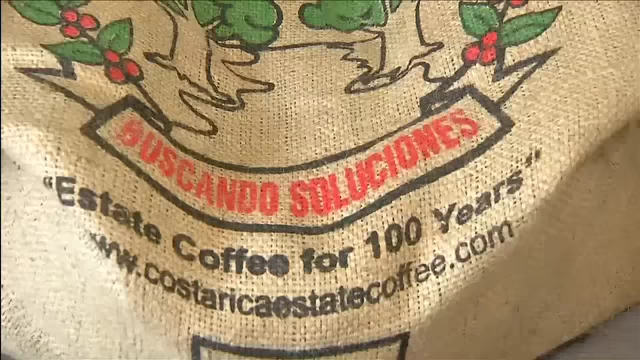 BUSCANDO SOLUCIONES
"Estate Coffee for 100 Years"
www.costaricaestatecoffee.com